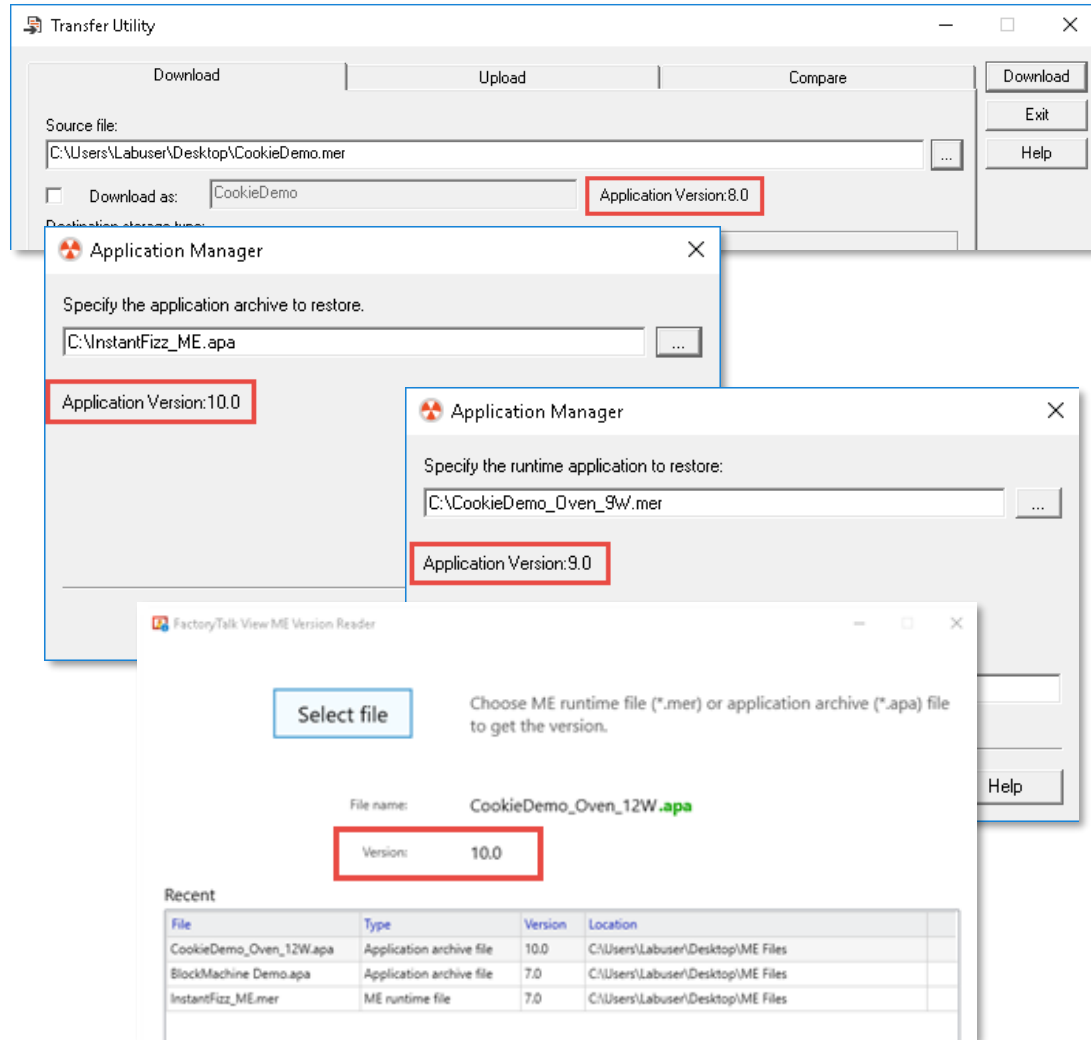 Transfer Utility
Download Upload Compare Download
Exit
Source file:
C:\Users\Labuser\Desktop\CookieDemo.mer ... Help
Download as: CookieDemo Application Version:8.0
Destination storage type:
Application Manager
Specify the application archive to restore.
C:\InstantFizz_ME.apa ...
Application Version:10.0
Application Manager
Specify the runtime application to restore:
C:\CookieDemo_Oven_9W.mer ...
Application Version:9.0
FactoryTalk View ME Version Reader
Select file Choose ME runtime file (*.mer) or application archive (*.apa) file
to get the version.
Help
File name: CookieDemo_Oven_12W.apa
Version: 10.0
Recent
File Type Version Location
CookieDemo_Oven_12W.apa Application archive file 10.0 C:\Users\Labuser\Desktop\ME Files
BlockMachine Demo.apa Application archive file 7.0 C:\Users\Labuser\Desktop\ME Files
InstantFizz_ME.mer ME runtime file 7.0 C:\Users\Labuser\Desktop\ME Files